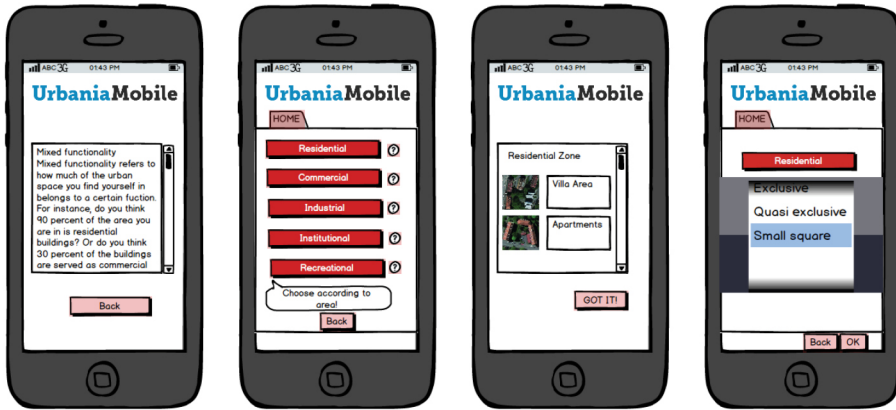 ABC 3G 01:43 PM
UrbaniaMobile
Mixed functionality
Mixed functionality refers to
how much of the urban
space you find yourself in
belongs to a certain fuction.
For instance, do you think
90 percent of the area you
are in is residential
buildings? Or do you think
30 percent of the buildings
are served as commercial
Back
ABC 3G 01:43 PM
UrbaniaMobile
HOME
Residential ?
Commercial ?
Industrial ?
Institutional ?
Recreational ?
Choose according to
area!
Back
ABC 3G 01:43 PM
UrbaniaMobile
Residential Zone
Villa Area
Apartments
GOT IT!
ABC 3G 01:43 PM
UrbaniaMobile
HOME
Residential
Exclusive
Quasi exclusive
Small square
Back OK